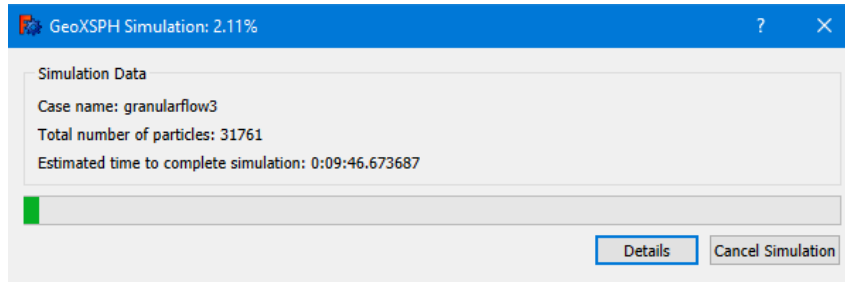 GeoXSPH Simulation: 2.11% ? ×
Simulation Data
Case name: granularflow3
Total number of particles: 31761
Estimated time to complete simulation: 0:09:46.673687
Details Cancel Simulation